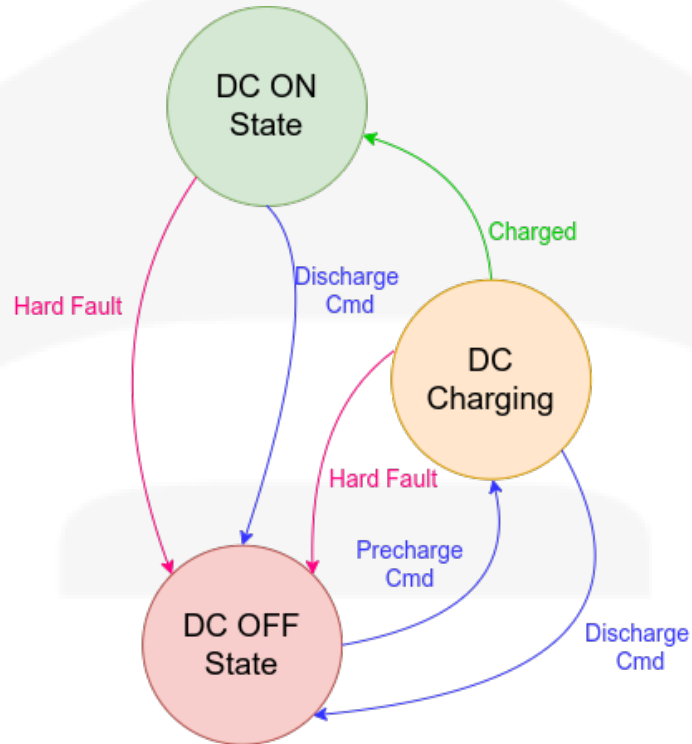 DC ON
State
Charged
Discharge
Cmd
Hard Fault
DC
Charging
Hard Fault
Precharge
Cmd
DC OFF
State
Discharge
Cmd